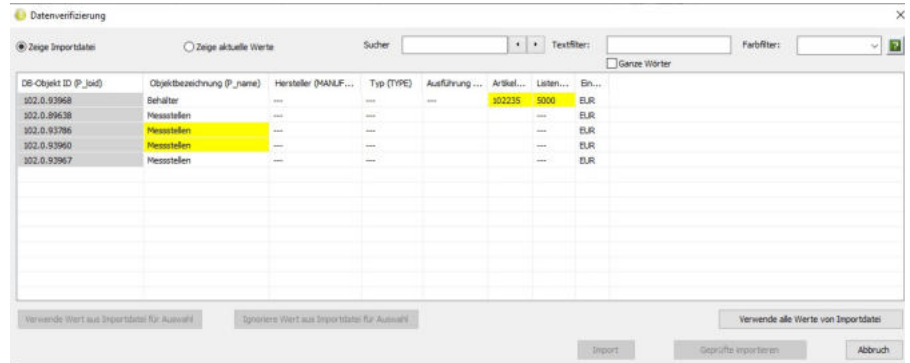 Datenverifizierung
Zeige Importdatei Zeige aktuelle Werte Sucher Textfilter: Farbfilter:
Ganze Wörter
DB-Objekt ID (P_loid) Objektbezeichnung (P_name) Hersteller (MANUF... Typ (TYPE) Ausführung ... Artikel... Listen... Ein...
102.0.93968 Behälter --- --- --- 102235 5000 EUR
102.0.89638 Messstellen --- --- --- EUR
102.0.93786 Messstellen --- --- --- EUR
102.0.93960 Messstellen --- --- --- EUR
102.0.93967 Messstellen --- --- --- EUR
Verwende Wert aus Importdatei für Auswahl Ignoriere Wert aus Importdatei für Auswahl Verwende alle Werte von Importdatei
Import Geprüfte importieren Abbruch